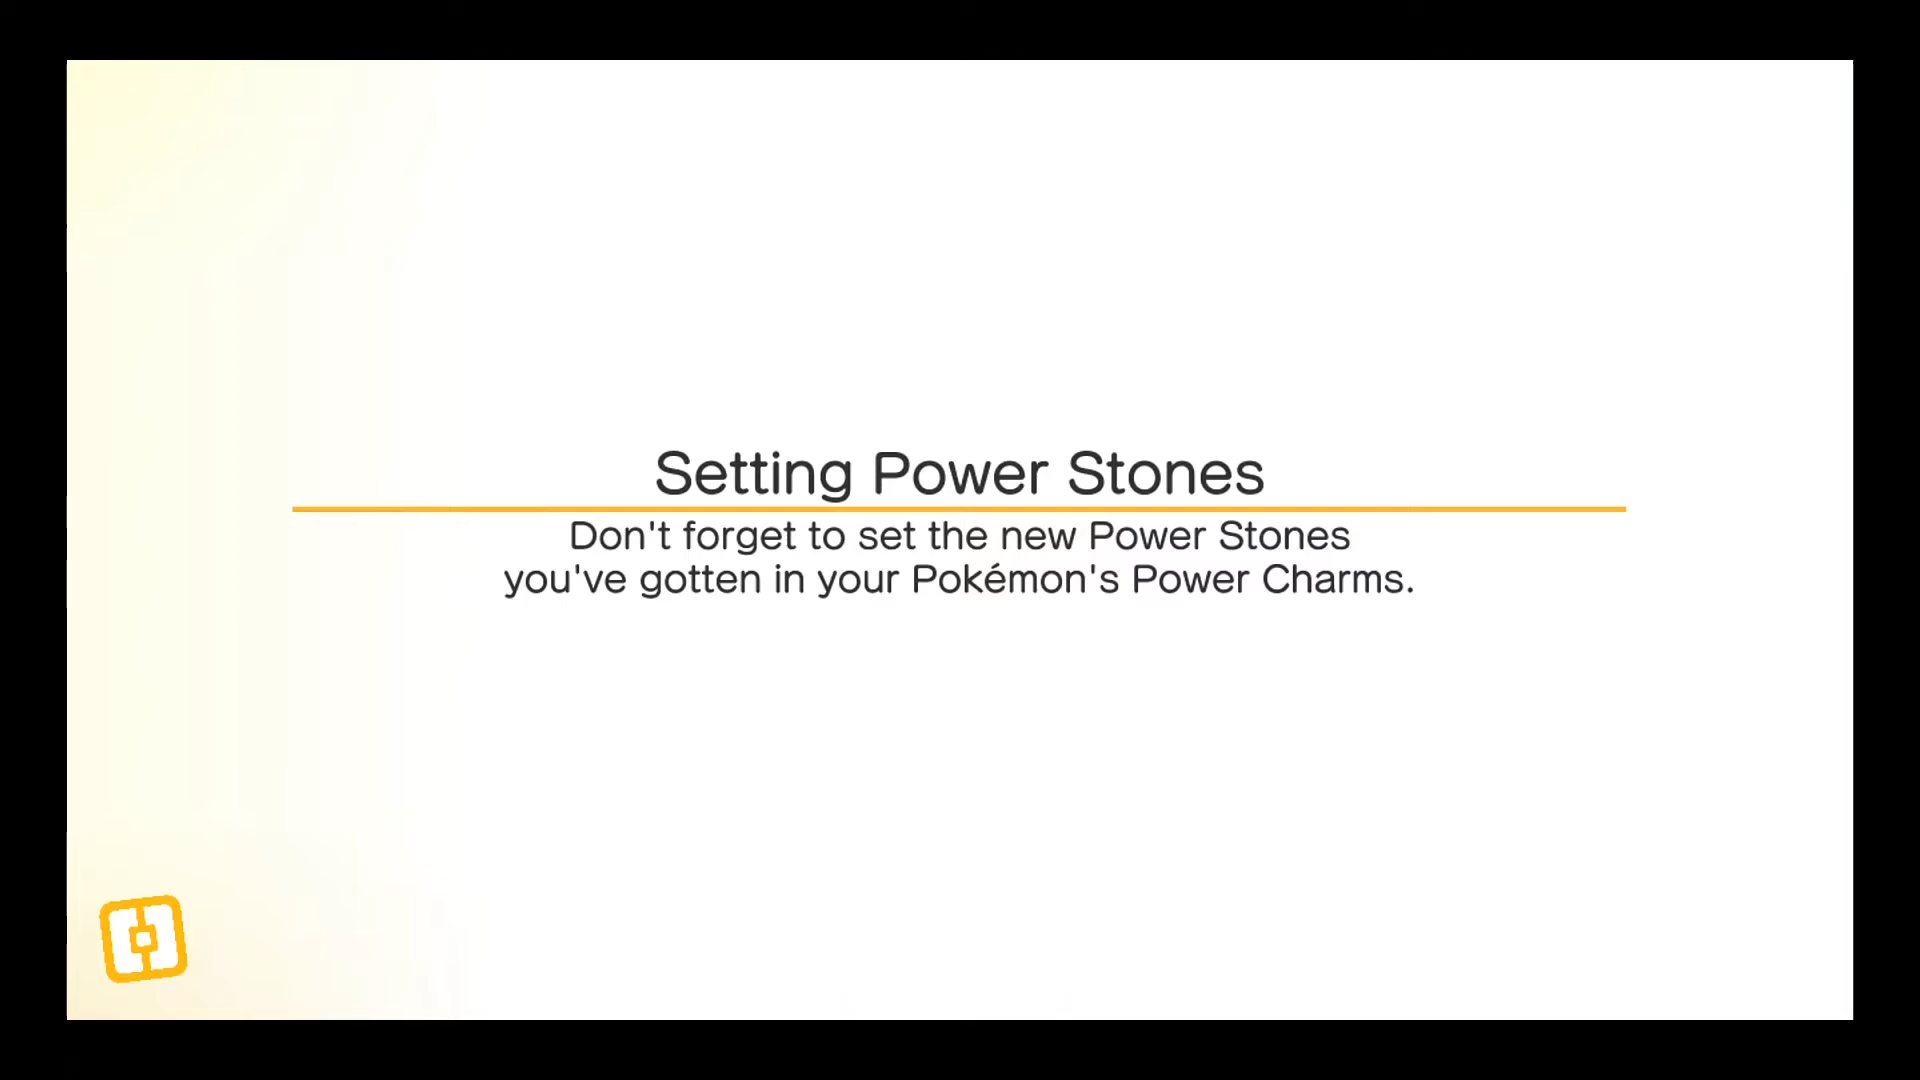 Setting Power Stones
Don't forget to set the new Power Stones
you've gotten in your Pokémon's Power Charms.